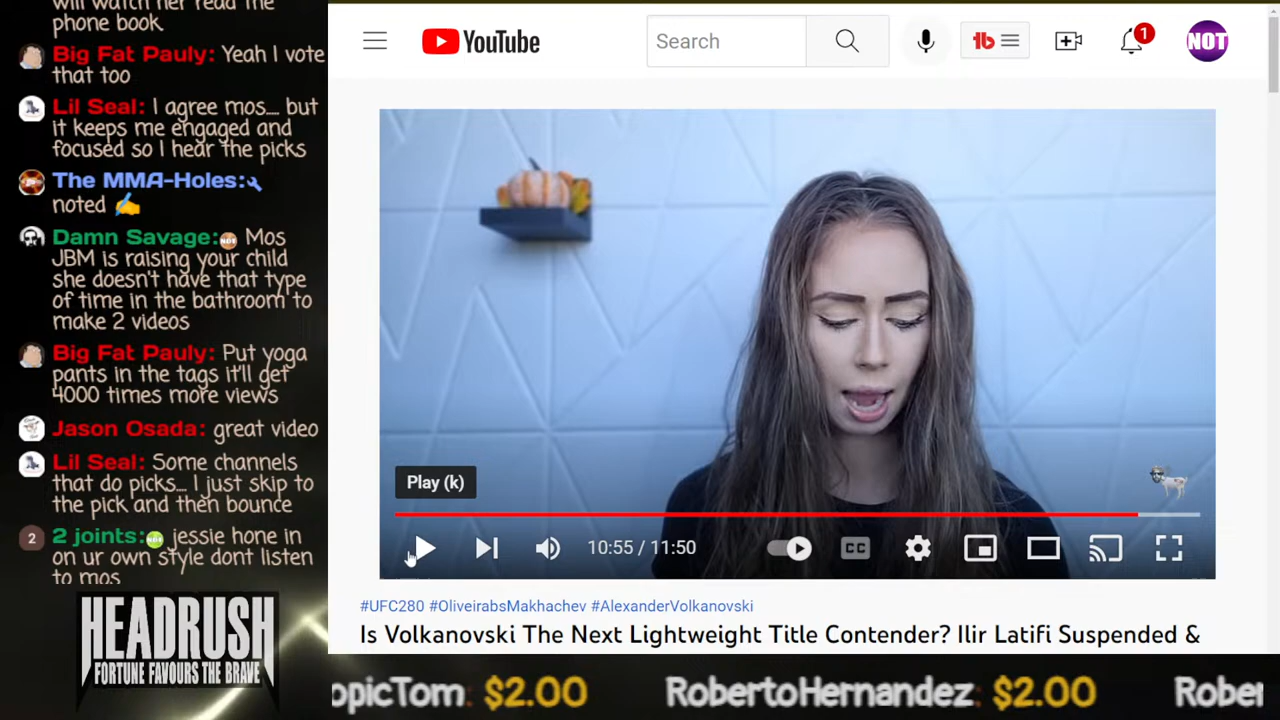 will watch her read the
phone book
Big Fat Pauly: Yeah I vote
that too
Lil Seal: I agree mos..... but
it keeps me engaged and
focused so I hear the picks
The MMA-Holes:
noted ✍️
Damn Savage: Mos
JBM is raising your child
she doesn't have that type
of time in the bathroom to
make 2 videos
Big Fat Pauly: Put yoga
pants in the tags it'll get
4000 times more views
Jason Osada: great video
Lil Seal: Some channels
that do picks.... I just skip to
the pick and then bounce
2 2 joints: NOT jessie hone in
on ur own style dont listen
to mos
HEADRUSH
FORTUNE FAVOURS THE BRAVE
YouTube
Search
tb
1
NOT
Play (k)
10:55 / 11:50
CC
#UFC280 #OliveirabsMakhachev #AlexanderVolkanovski
Is Volkanovski The Next Lightweight Title Contender? Ilir Latifi Suspended &
opicTom: $2.00 RobertoHernandez: $2.00 Rober